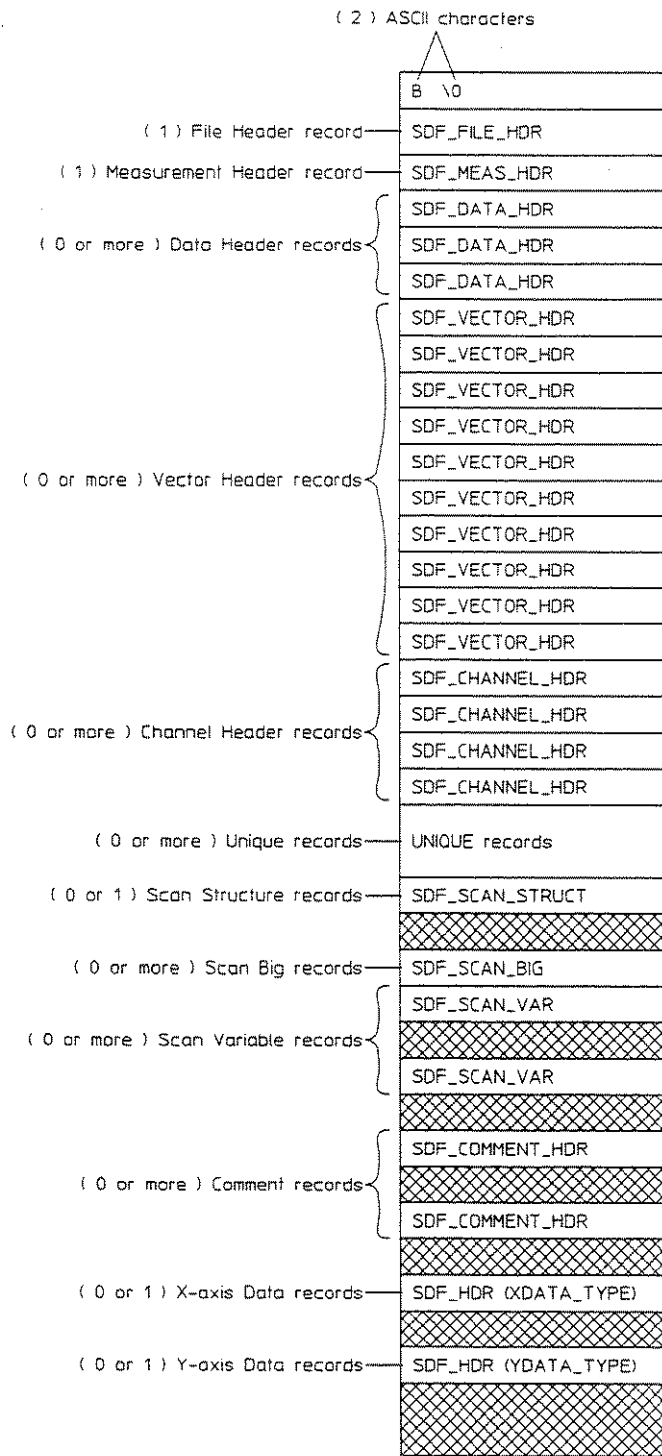 ( 2 ) ASCII characters
B \0
( 1 ) File Header record SDF_FILE_HDR
( 1 ) Measurement Header record SDF_MEAS_HDR
SDF_DATA_HDR
( 0 or more ) Data Header records SDF_DATA_HDR
SDF_DATA_HDR
SDF_VECTOR_HDR
SDF_VECTOR_HDR
SDF_VECTOR_HDR
SDF_VECTOR_HDR
SDF_VECTOR_HDR
( 0 or more ) Vector Header records SDF_VECTOR_HDR
SDF_VECTOR_HDR
SDF_VECTOR_HDR
SDF_VECTOR_HDR
SDF_VECTOR_HDR
SDF_CHANNEL_HDR
SDF_CHANNEL_HDR
( 0 or more ) Channel Header records SDF_CHANNEL_HDR
SDF_CHANNEL_HDR
( 0 or more ) Unique records UNIQUE records
( 0 or 1 ) Scan Structure records SDF_SCAN_STRUCT
( 0 or more ) Scan Big records SDF_SCAN_BIG
SDF_SCAN_VAR
( 0 or more ) Scan Variable records
SDF_SCAN_VAR
SDF_COMMENT_HDR
( 0 or more ) Comment records
SDF_COMMENT_HDR
( 0 or 1 ) X-axis Data records SDF_HDR (XDATA_TYPE)
( 0 or 1 ) Y-axis Data records SDF_HDR (YDATA_TYPE)